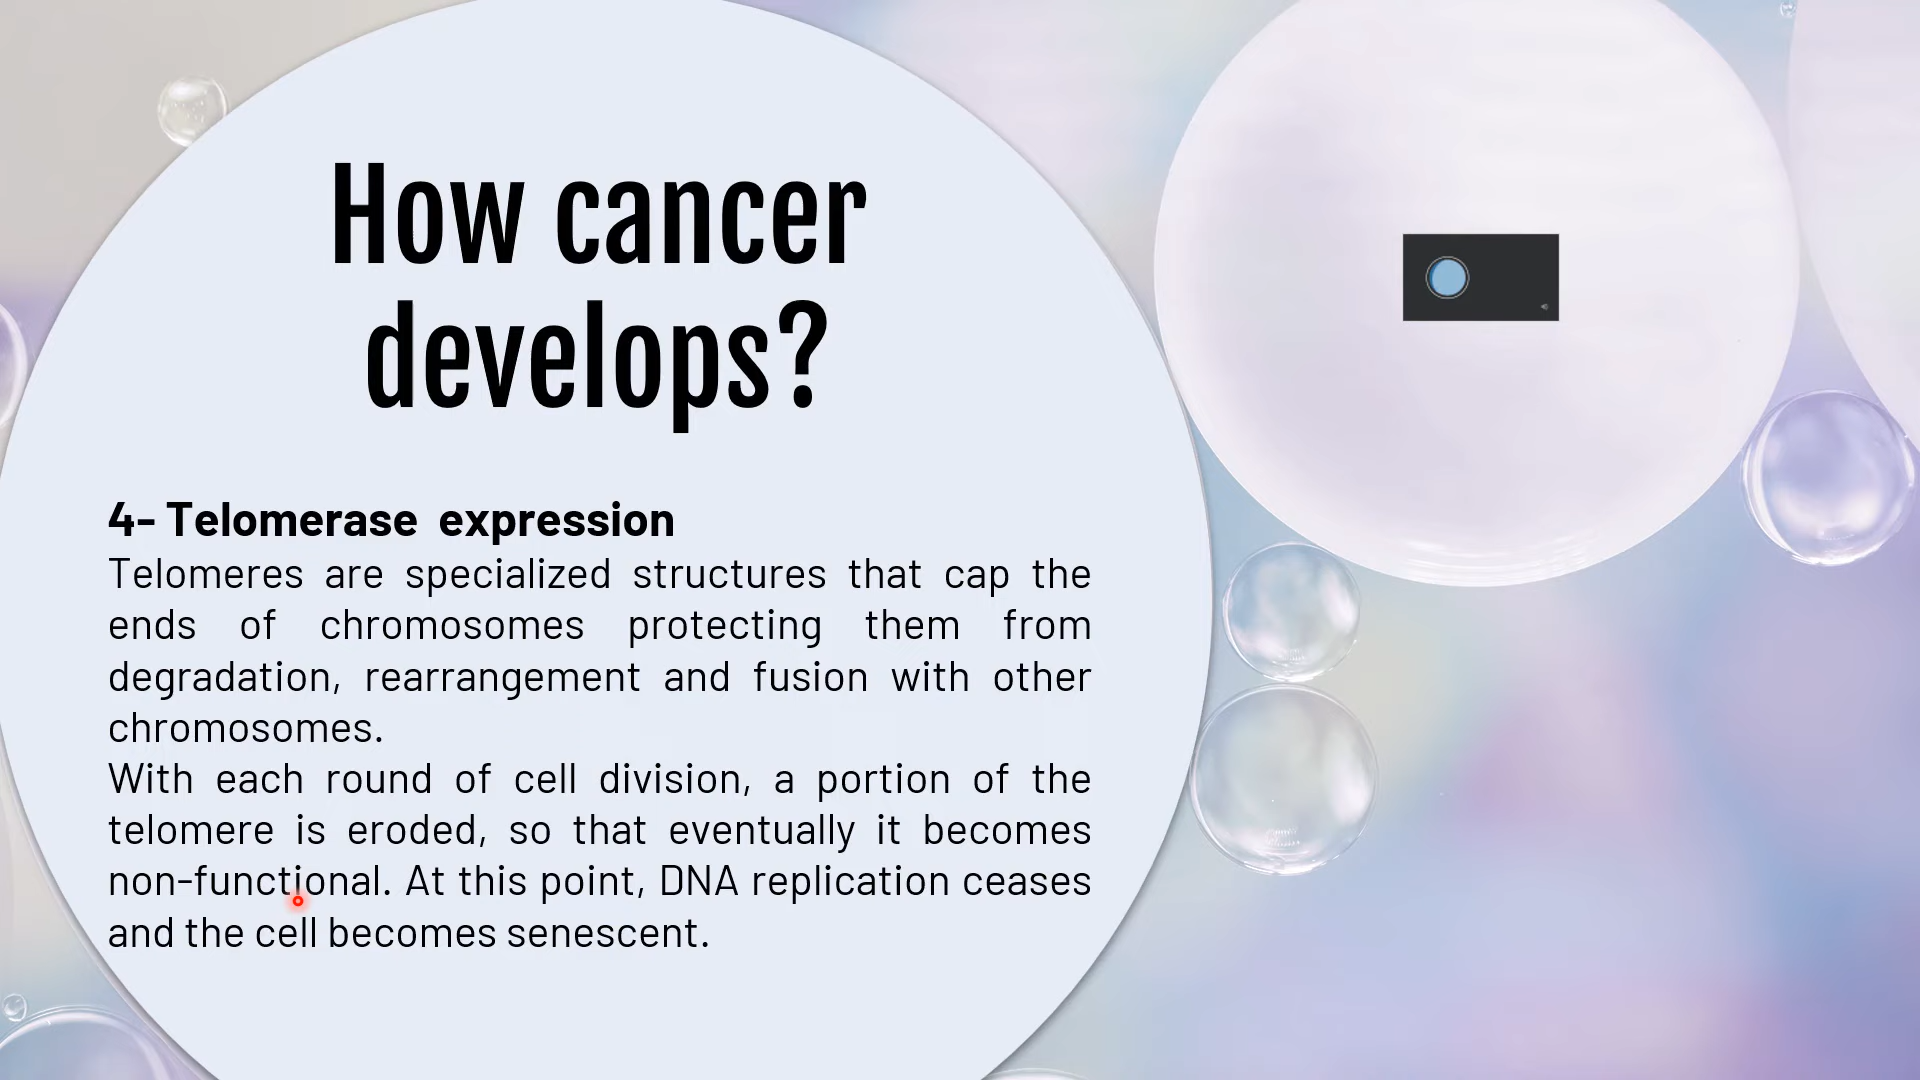 How cancer
develops?
4- Telomerase expression
Telomeres are specialized structures that cap the
ends of chromosomes protecting them from
degradation, rearrangement and fusion with other
chromosomes.
With each round of cell division, a portion of the
telomere is eroded, so that eventually it becomes
non-functional. At this point, DNA replication ceases
and the cell becomes senescent.